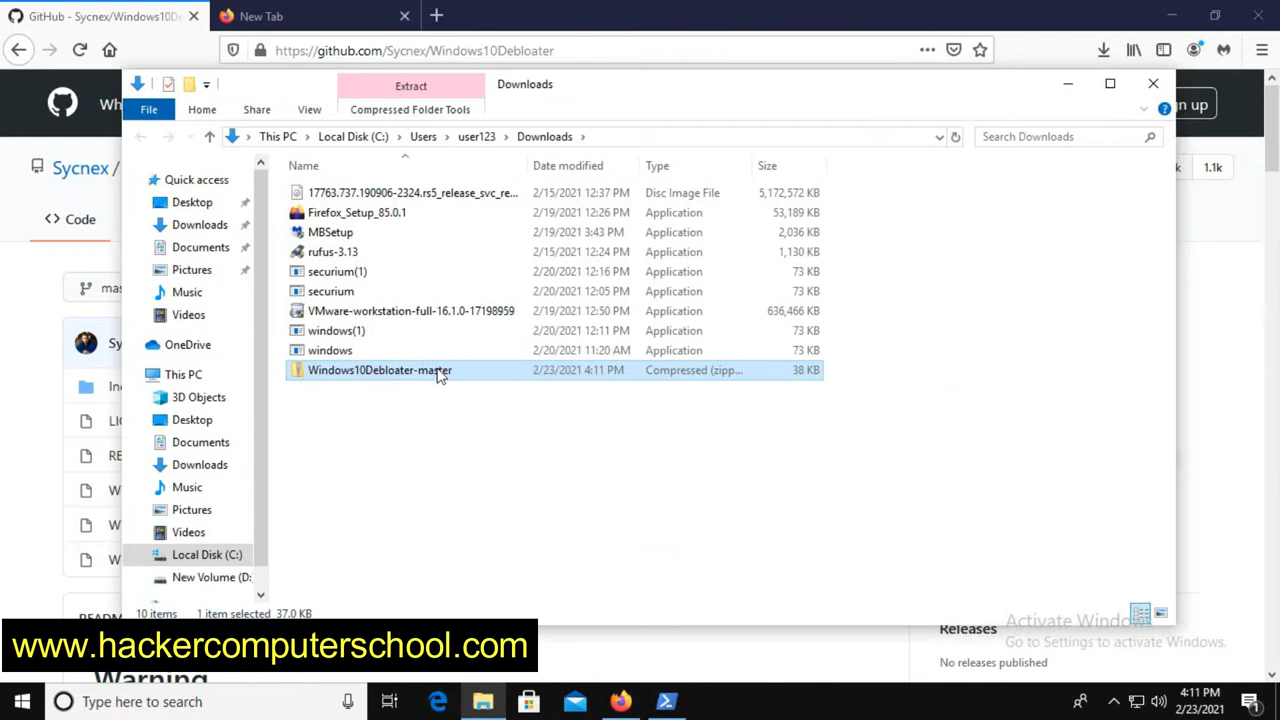 GitHub - Sycnex/Windows10De
New Tab
https://github.com/Sycnex/Windows10Debloater
Extract
Downloads
Wh
gn up
File
Home
Share
View
Compressed Folder Tools
This PC
Local Disk (C:)
Users
user123
Downloads
Search Downloads
Sycnex /
k
1.1k
Name
Date modified
Type
Size
Quick access
Desktop
Downloads
Documents
Pictures
Music
Videos
OneDrive
This PC
3D Objects
Desktop
Documents
Downloads
Music
Pictures
Videos
Local Disk (C:)
New Volume (D:
17763.737.190906-2324.rs5_release_svc_re... 2/15/2021 12:37 PM Disc Image File 5,172,572 KB
Firefox_Setup_85.0.1 2/19/2021 12:26 PM Application 53,189 KB
MBSetup 2/19/2021 3:43 PM Application 2,036 KB
rufus-3.13 2/15/2021 12:24 PM Application 1,130 KB
securium(1) 2/20/2021 12:16 PM Application 73 KB
securium 2/20/2021 12:05 PM Application 73 KB
VMware-workstation-full-16.1.0-17198959 2/19/2021 12:50 PM Application 636,466 KB
windows(1) 2/20/2021 12:11 PM Application 73 KB
windows 2/20/2021 11:20 AM Application 73 KB
Windows10Debloater-master 2/23/2021 4:11 PM Compressed (zipp... 38 KB
Code
mas
Sy
In
LI
RE
W
W
W
10 items
1 item selected 37.0 KB
READM
Warning
Activate Windows
Go to Settings to activate Windows.
Releases
No releases published
www.hackercomputerschool.com
Type here to search
4:11 PM
2/23/2021
1